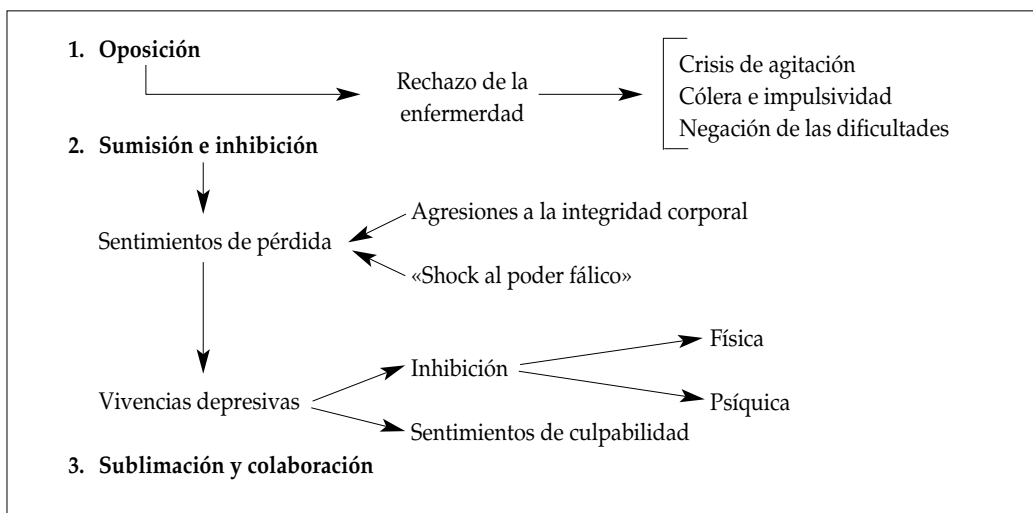 1. Oposición
Rechazo de la
enfermerdad
Crisis de agitación
Cólera e impulsividad
Negación de las dificultades
2. Sumisión e inhibición
Sentimientos de pérdida
Agresiones a la integridad corporal
«Shock al poder fálico»
Vivencias depresivas
Inhibición
Física
Psíquica
Sentimientos de culpabilidad
3. Sublimación y colaboración